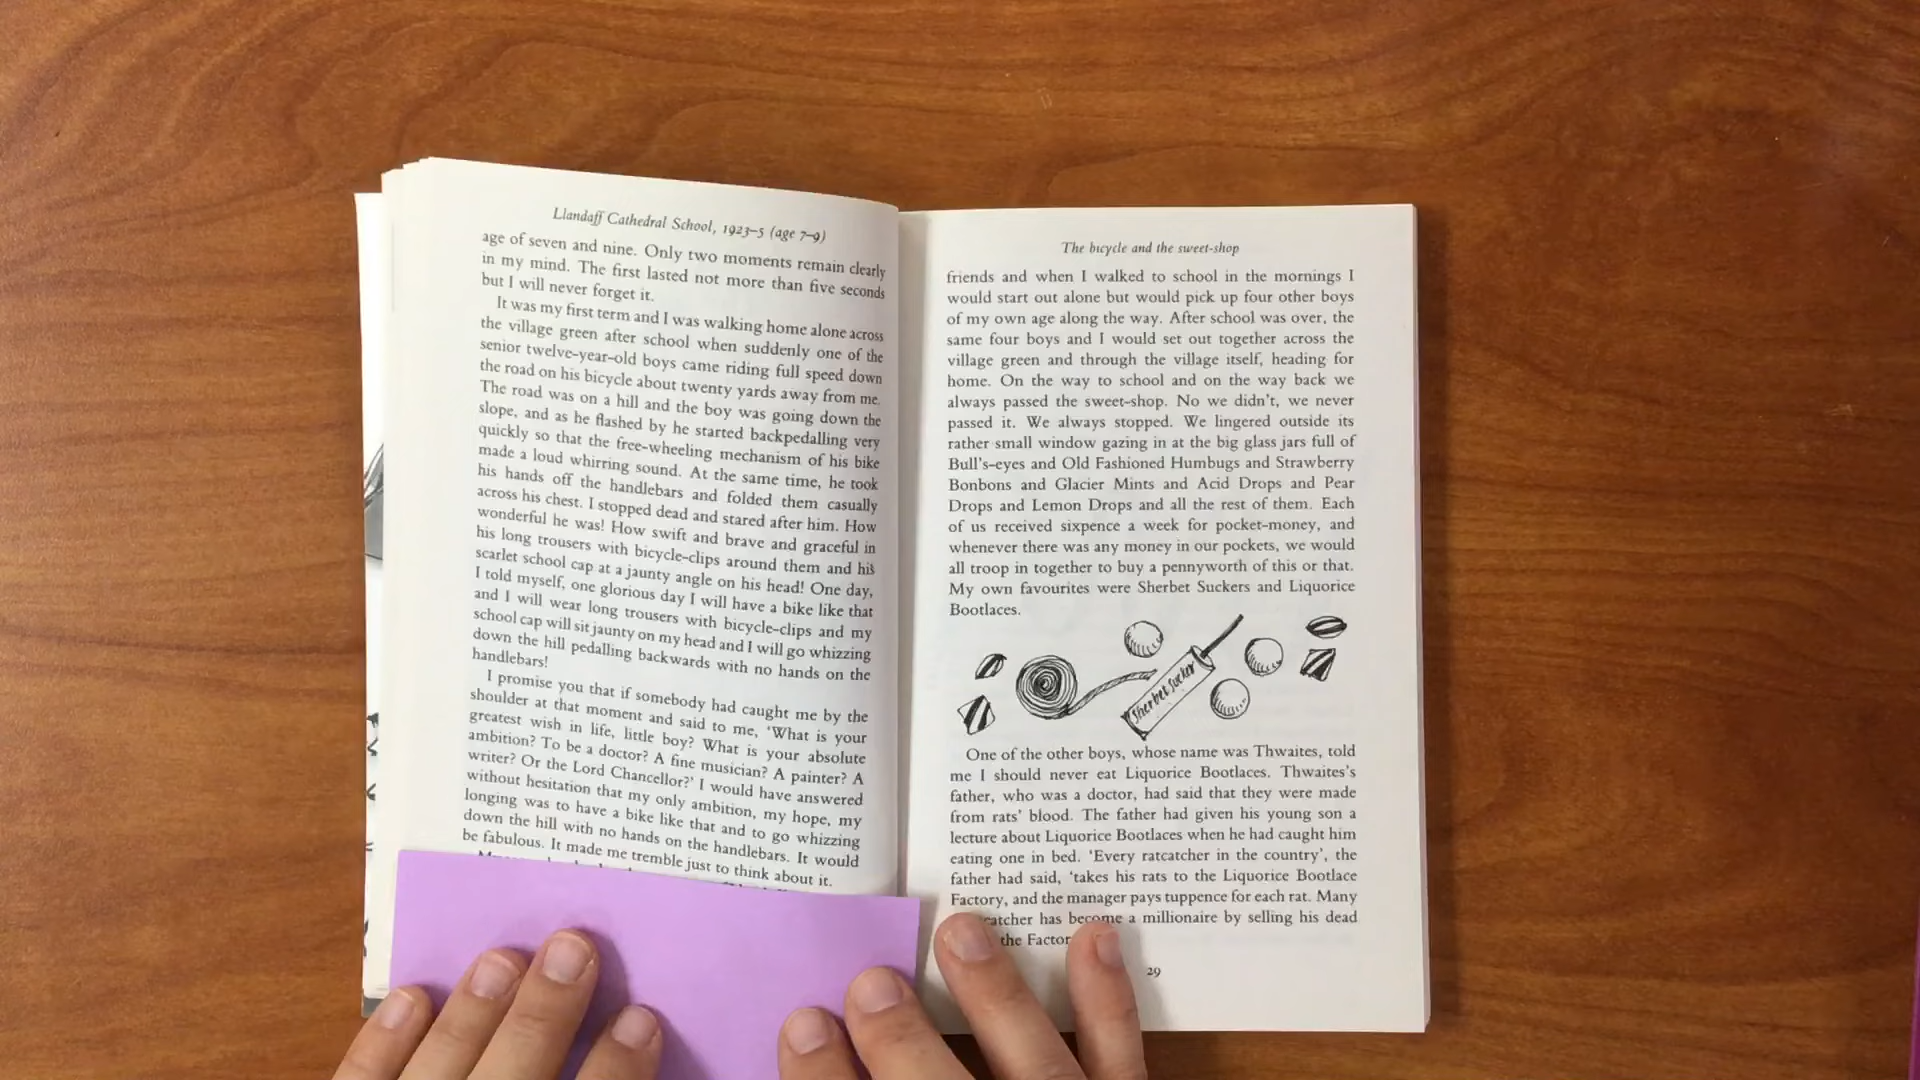 Llandaff Cathedral School, 1923–5 (age 7–9)
age of seven and nine. Only two moments remain clearly
in my mind. The first lasted not more than five seconds
but I will never forget it.
It was my first term and I was walking home alone across
the village green after school when suddenly one of the
senior twelve-year-old boys came riding full speed down
the road on his bicycle about twenty yards away from me.
The road was on a hill and the boy was going down the
slope, and as he flashed by he started backpedalling very
quickly so that the free-wheeling mechanism of his bike
made a loud whirring sound. At the same time, he took
his hands off the handlebars and folded them casually
across his chest. I stopped dead and stared after him. How
wonderful he was! How swift and brave and graceful in
his long trousers with bicycle-clips around them and his
scarlet school cap at a jaunty angle on his head! One day,
I told myself, one glorious day I will have a bike like that
and I will wear long trousers with bicycle-clips and my
school cap will sit jaunty on my head and I will go whizzing
down the hill pedalling backwards with no hands on the
handlebars!
I promise you that if somebody had caught me by the
shoulder at that moment and said to me, ‘What is your
greatest wish in life, little boy? What is your absolute
ambition? To be a doctor? A fine musician? A painter? A
writer? Or the Lord Chancellor?’ I would have answered
without hesitation that my only ambition, my hope, my
longing was to have a bike like that and to go whizzing
down the hill with no hands on the handlebars. It would
be fabulous. It made me tremble just to think about it.
The bicycle and the sweet-shop
friends and when I walked to school in the mornings I
would start out alone but would pick up four other boys
of my own age along the way. After school was over, the
same four boys and I would set out together across the
village green and through the village itself, heading for
home. On the way to school and on the way back we
always passed the sweet-shop. No we didn’t, we never
passed it. We always stopped. We lingered outside its
rather small window gazing in at the big glass jars full of
Bull’s-eyes and Old Fashioned Humbugs and Strawberry
Bonbons and Glacier Mints and Acid Drops and Pear
Drops and Lemon Drops and all the rest of them. Each
of us received sixpence a week for pocket-money, and
whenever there was any money in our pockets, we would
all troop in together to buy a pennyworth of this or that.
My own favourites were Sherbet Suckers and Liquorice
Bootlaces.
Sherbet Sucker
One of the other boys, whose name was Thwaites, told
me I should never eat Liquorice Bootlaces. Thwaites’s
father, who was a doctor, had said that they were made
from rats’ blood. The father had given his young son a
lecture about Liquorice Bootlaces when he had caught him
eating one in bed. ‘Every ratcatcher in the country’, the
father had said, ‘takes his rats to the Liquorice Bootlace
Factory, and the manager pays tuppence for each rat. Many
has become a millionaire by selling his dead
the
29